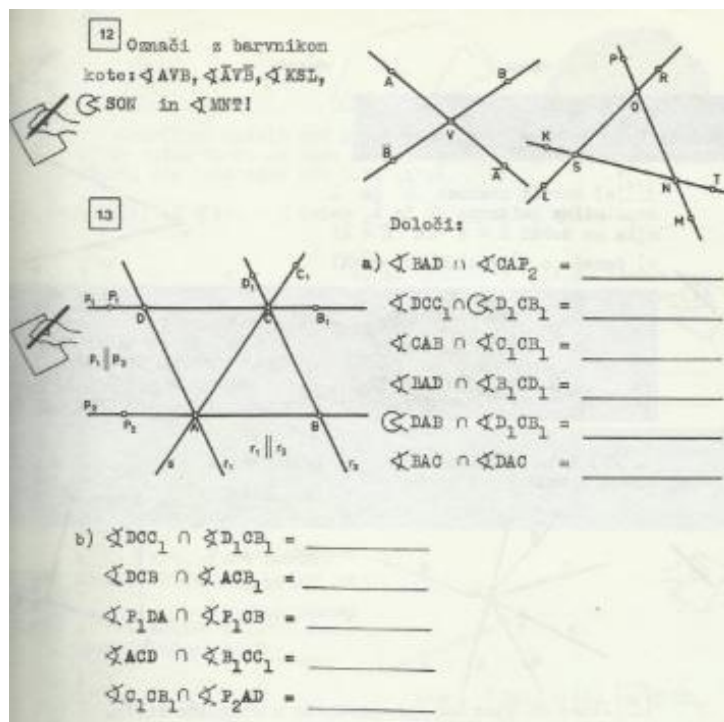 12 Označi z barvnikom
kote: ∢AVB, ∢A̅VB̅, ∢KSL,
∢SON in ∢MNT!
A
B
V
B̅
A̅
P
R
O
K
S
N
T
L
M
13
Določi:
a) ∢BAD ∩ ∢CAP₂ =
∢DCC₁ ∩ ∢D₁CB₁ =
∢CAB ∩ ∢C₁CB₁ =
∢BAD ∩ ∢B₁CD₁ =
∢DAB ∩ ∢D₁CB₁ =
∢BAC ∩ ∢DAC =
D₁
C₁
p₁
P₁
D
C
B₁
p₁ ∥ p₂
p₂
P₂
A
B
r₁ ∥ r₂
s
r₁
r₂
b) ∢DCC₁ ∩ ∢D₁CB₁ =
∢DCB ∩ ∢ACB₁ =
∢P₁DA ∩ ∢P₁CB =
∢ACD ∩ ∢B₁CC₁ =
∢C₁CB₁ ∩ ∢P₂AD =